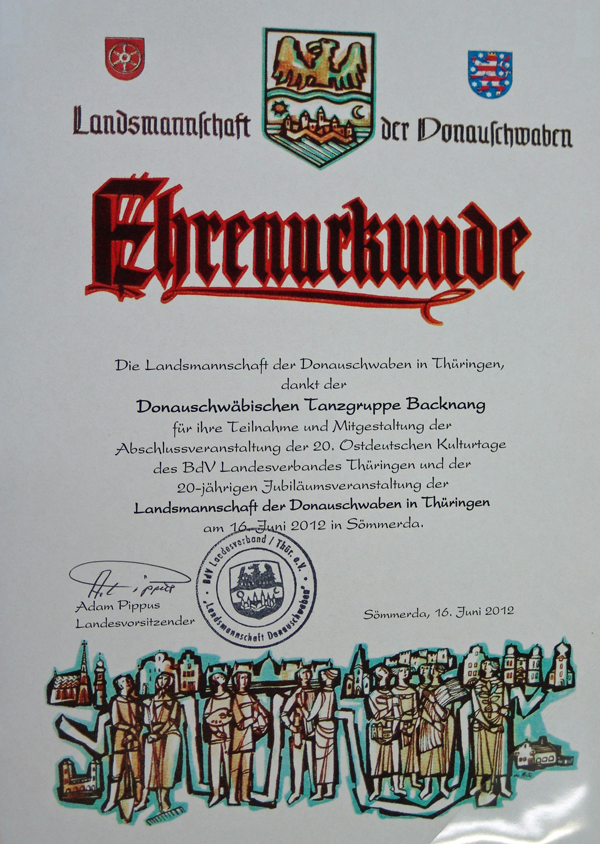 Landsmannschaft der Donauschwaben
Ehrenurkunde
Die Landsmannschaft der Donauschwaben in Thüringen,
dankt der
Donauschwäbischen Tanzgruppe Backnang
für ihre Teilnahme und Mitgestaltung der
Abschlussveranstaltung der 20. Ostdeutschen Kulturtage
des BdV Landesverbandes Thüringen und der
20-jährigen Jubiläumsveranstaltung der
Landsmannschaft der Donauschwaben in Thüringen
am 16. Juni 2012 in Sömmerda.
BdV Landesverband / Thür. e.V.
"Landsmannschaft Donauschwaben"
A. Pippus
Adam Pippus
Landesvorsitzender
Sömmerda, 16. Juni 2012